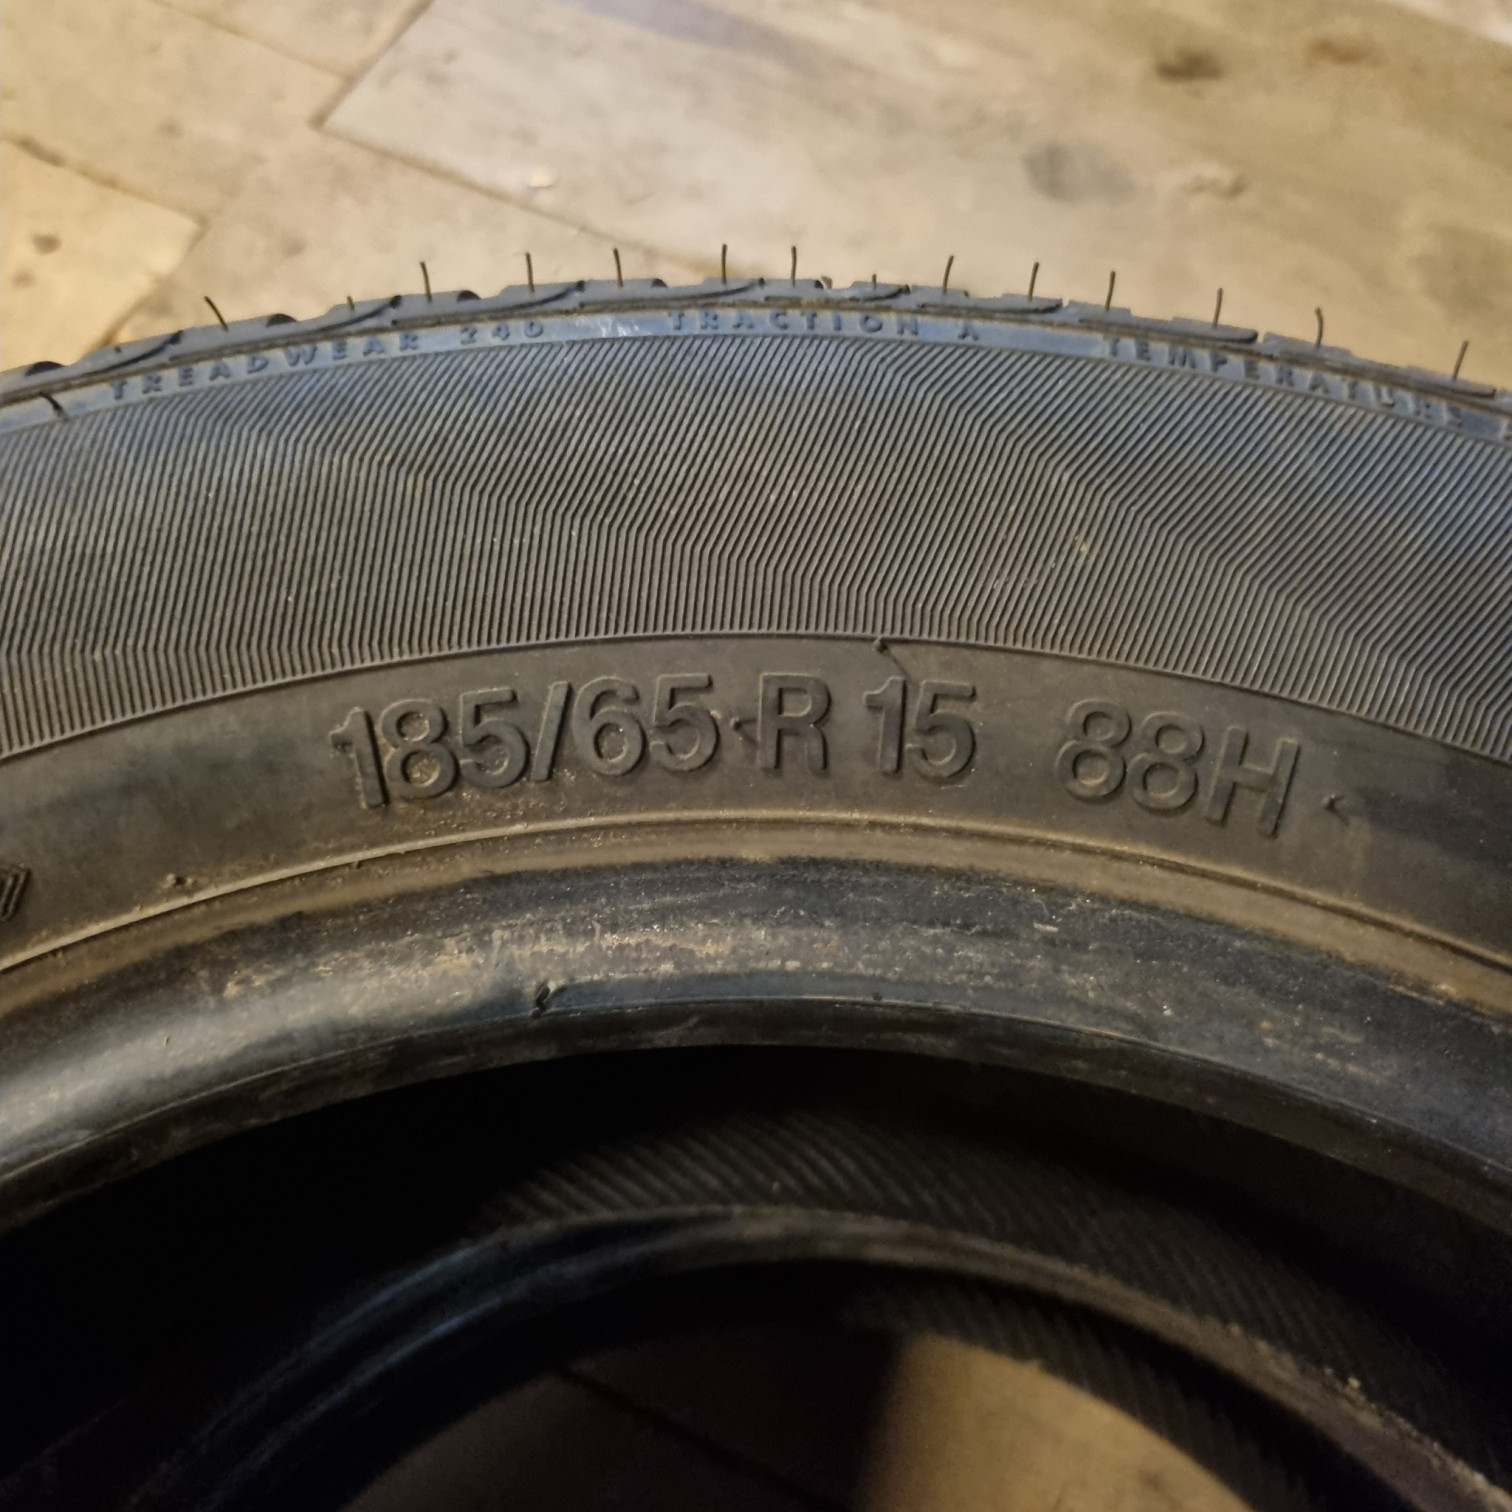 TREADWEAR 240 TRACTION A TEMPERATURE
185/65 R 15 88H